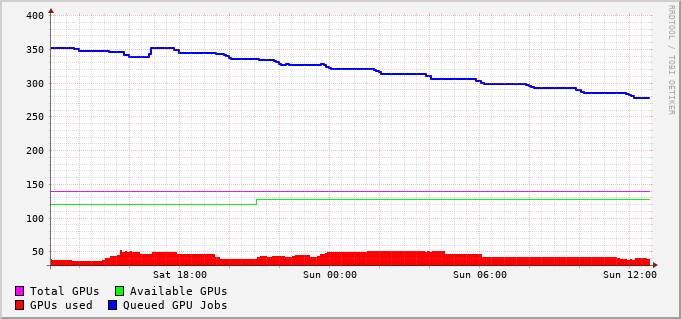 400
350
300
250
200
150
100
50
Sat 18:00 Sun 00:00 Sun 06:00 Sun 12:00
Total GPUs Available GPUs
GPUs used Queued GPU Jobs
RRDTOOL / TOBI OETIKER